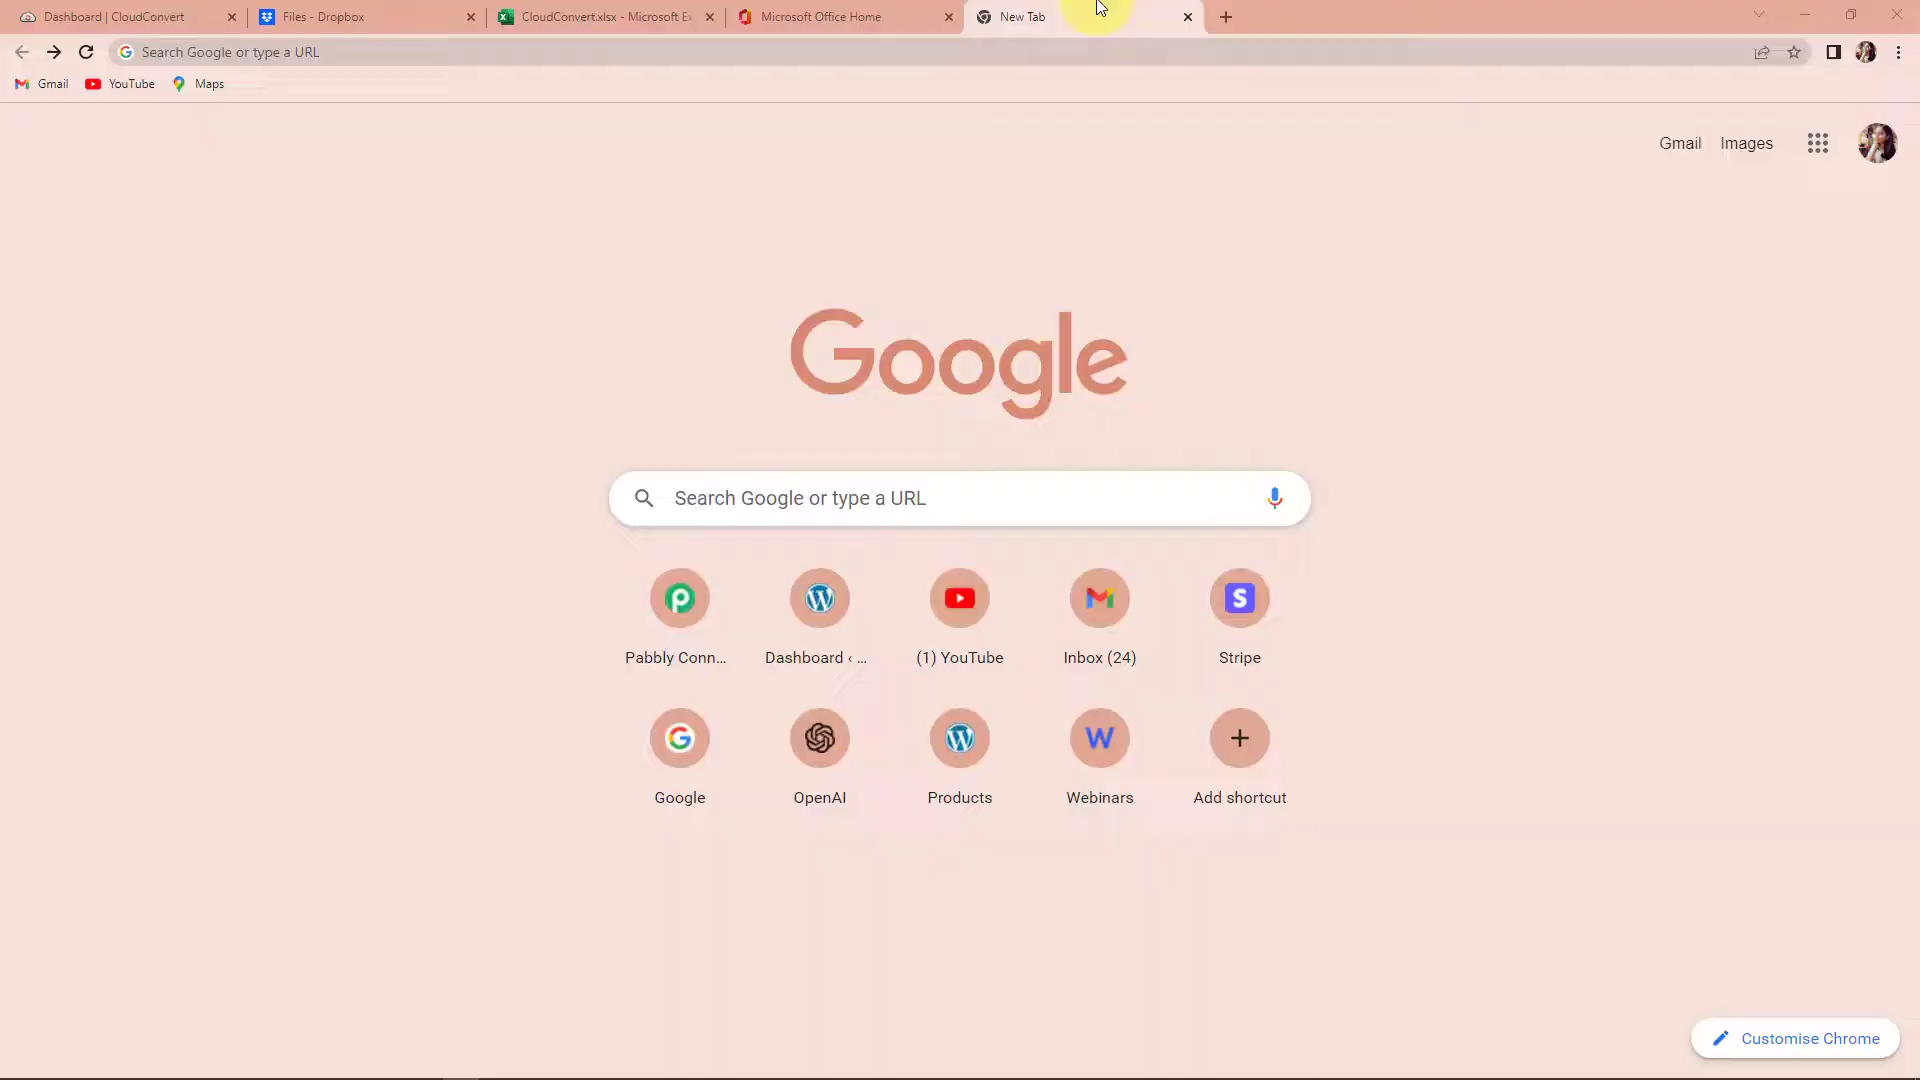 Dashboard | CloudConvert
Files - Dropbox
CloudConvert.xlsx - Microsoft Ex
Microsoft Office Home
New Tab
Search Google or type a URL
Gmail
YouTube
Maps
Gmail
Images
Google
Search Google or type a URL
Pabbly Conn...
Dashboard ‹ ...
(1) YouTube
Inbox (24)
Stripe
Google
OpenAI
Products
Webinars
Add shortcut
Customise Chrome